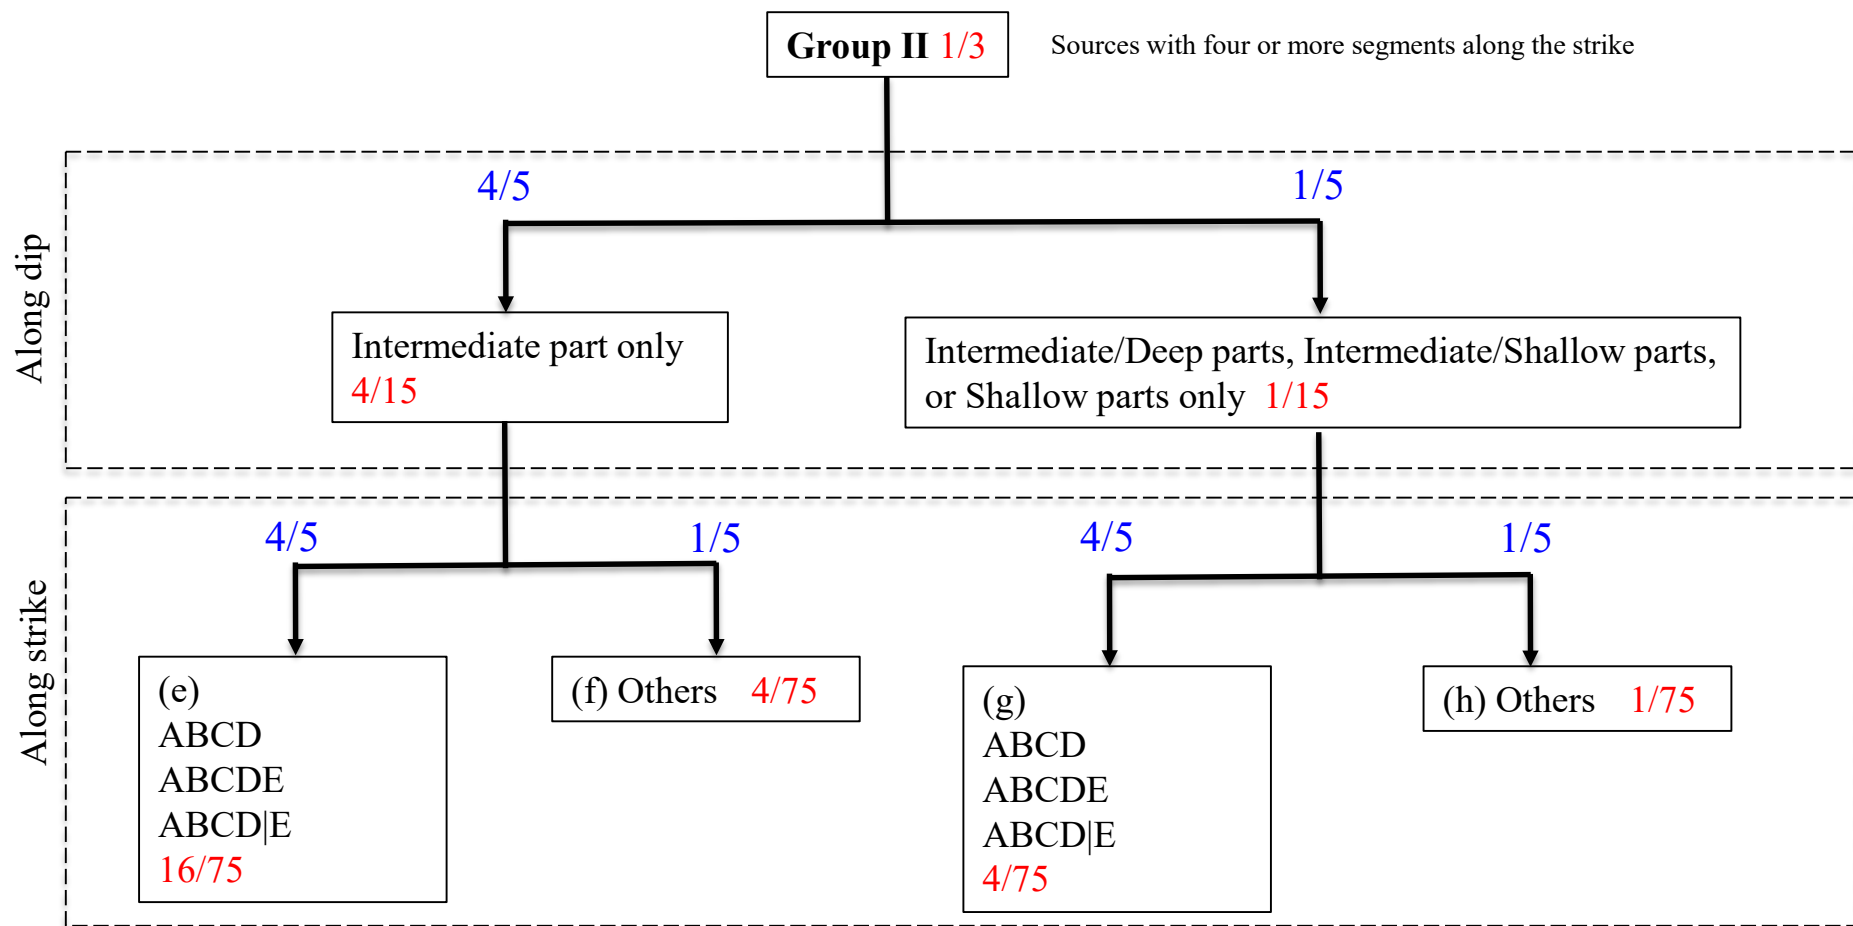 Group II 1/3
Sources with four or more segments along the strike
Along dip
4/5
1/5
Intermediate part only
4/15
Intermediate/Deep parts, Intermediate/Shallow parts,
or Shallow parts only 1/15
Along strike
4/5
1/5
4/5
1/5
(e)
ABCD
ABCDE
ABCD|E
16/75
(f) Others 4/75
(g)
ABCD
ABCDE
ABCD|E
4/75
(h) Others 1/75